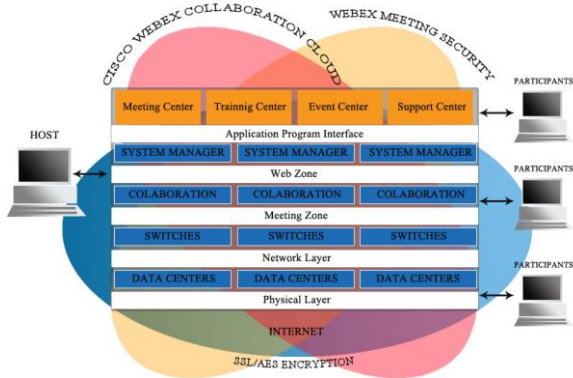 CISCO WEBEX COLLABORATION CLOUD
WEBEX MEETING SECURITY
Meeting Center Trainnig Center Event Center Support Center
PARTICIPANTS
HOST
Application Program Interface
SYSTEM MANAGER SYSTEM MANAGER SYSTEM MANAGER
Web Zone
PARTICIPANTS
COLABORATION COLABORATION COLABORATION
Meeting Zone
SWITCHES SWITCHES SWITCHES
Network Layer
PARTICIPANTS
DATA CENTERS DATA CENTERS DATA CENTERS
Physical Layer
INTERNET
SSL/AES ENCRYPTION